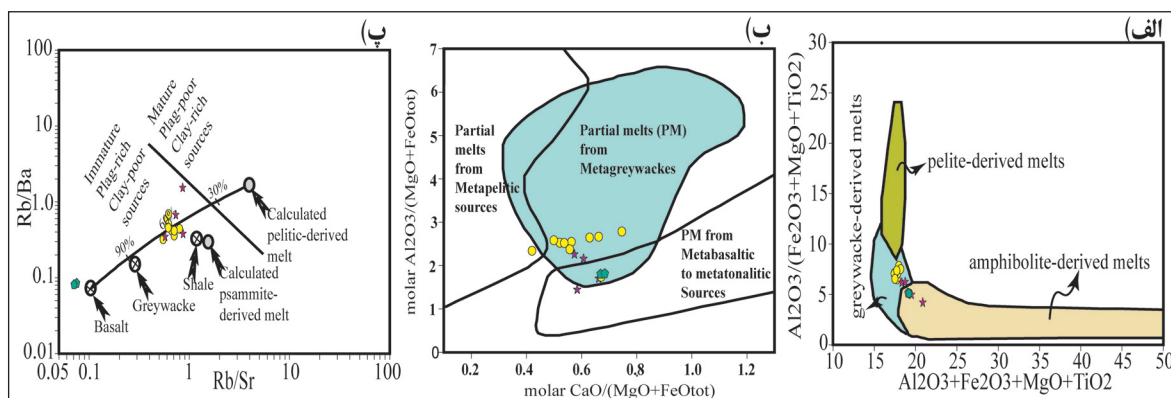 پ)
100
10
1.0
0.1
0.01
Rb/Ba
0.05
0.1
1
10
100
Rb/Sr
Immature
Plag-rich
Clay-poor
sources
Mature
Plag-poor
Clay-rich
sources
90%
30%
Basalt
Greywacke
Shale
Calculated
psammite-
derived melt
Calculated
pelitic-derived
melt
ب)
7
6
5
4
3
2
1
0
molar Al2O3/(MgO+FeOtot)
0.2
0.4
0.6
0.8
1.0
1.2
molar CaO/(MgO+FeOtot)
Partial
melts
from
Metapelitic
sources
Partial melts (PM)
from
Metagreywackes
PM from
Metabasaltic
to metatonalitic
Sources
الف)
30
25
20
15
10
5
0
Al2O3/(Fe2O3+MgO+TiO2)
10
15
20
25
30
35
40
45
50
Al2O3+Fe2O3+MgO+TiO2
greywacke-derived melts
pelite-derived melts
amphibolite-derived melts